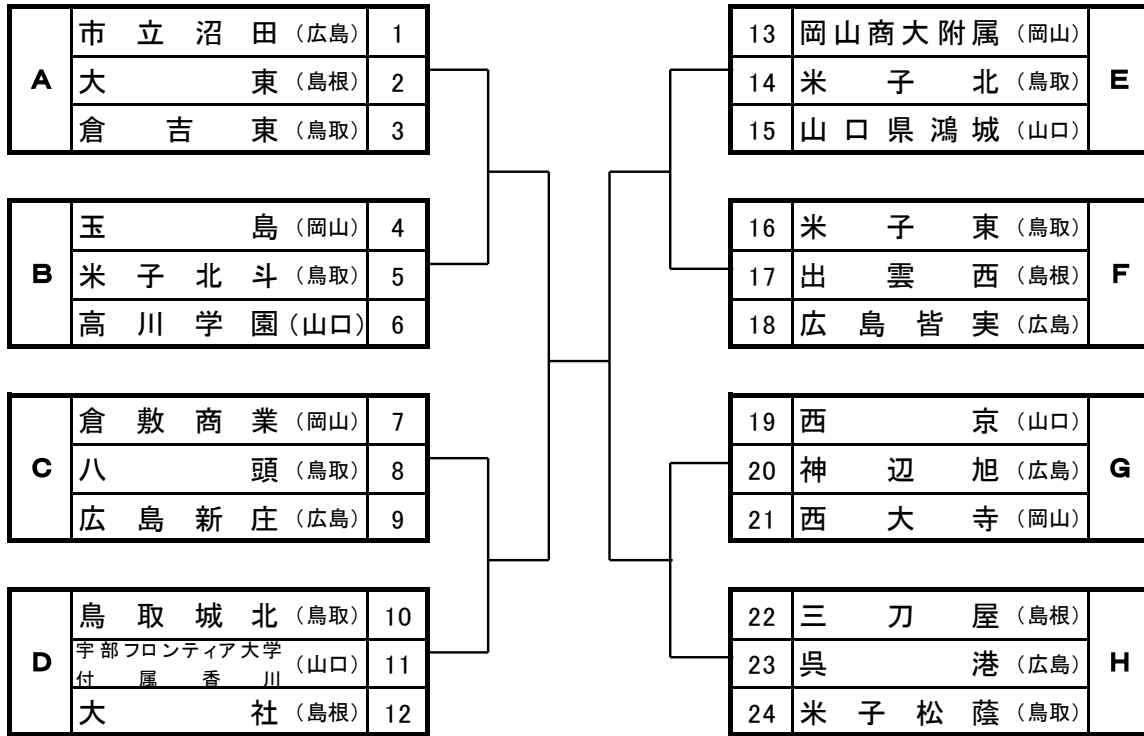 A
市立沼田 (広島) 1
大東 (島根) 2
倉吉東 (鳥取) 3
B
玉島 (岡山) 4
米子北斗 (鳥取) 5
高川学園 (山口) 6
C
倉敷商業 (岡山) 7
八頭 (鳥取) 8
広島新庄 (広島) 9
D
鳥取城北 (鳥取) 10
宇部フロンティア大学
付属香川 (山口) 11
大社 (島根) 12
13 岡山商大附属 (岡山)
14 米子北 (鳥取)
15 山口県鴻城 (山口)
E
16 米子東 (鳥取)
17 出雲西 (島根)
18 広島皆実 (広島)
F
19 西京 (山口)
20 神辺旭 (広島)
21 西大寺 (岡山)
G
22 三刀屋 (島根)
23 呉港 (広島)
24 米子松蔭 (鳥取)
H